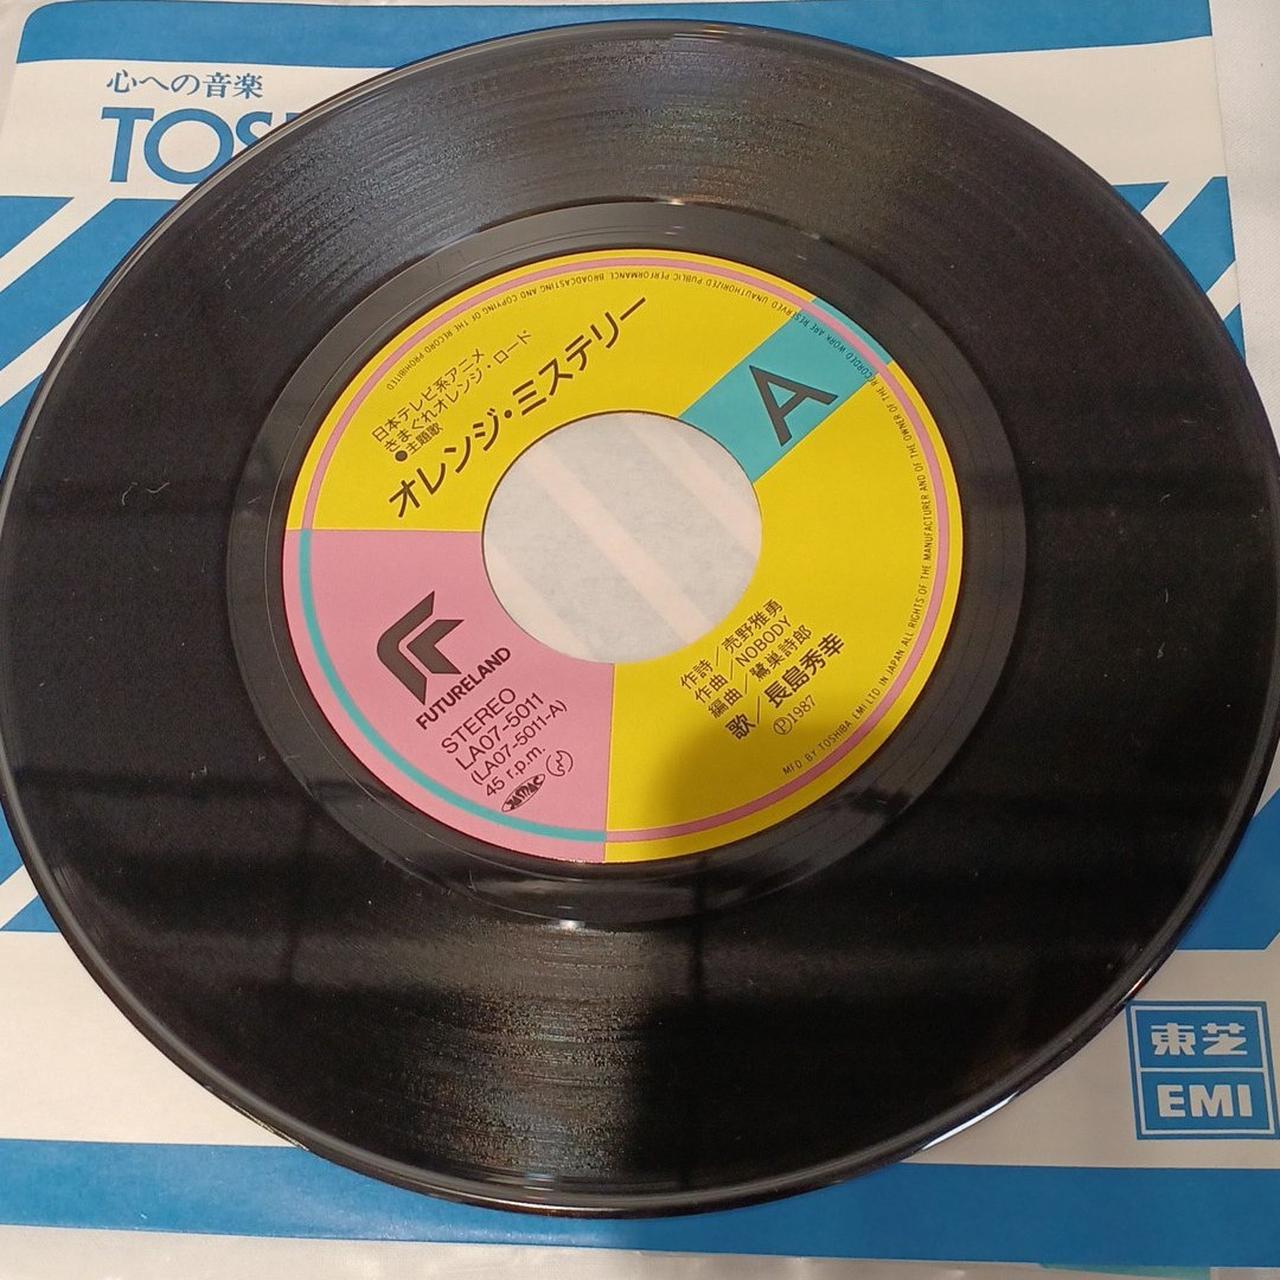 心への音楽
TOS
日本テレビ系アニメ
きまぐれオレンジ・ロード
●主題歌
オレンジ・ミステリー
A
FUTURELAND
STEREO
LA07-5011
(LA07-5011-A)
45 r.p.m.
JASRAC
作詩/売野雅勇
作曲/NOBODY
編曲/鷺巣詩郎
歌/長島秀幸
Ⓟ1987
MFD BY TOSHIBA EMI LTD IN JAPAN ALL RIGHTS OF THE MANUFACTURER AND OF THE OWNER OF THE RECORDED WORK ARE RESERVED UNAUTHORIZED PUBLIC PERFORMANCE BROADCASTING AND COPYING OF THE RECORD PROHIBITED
東芝
EMI